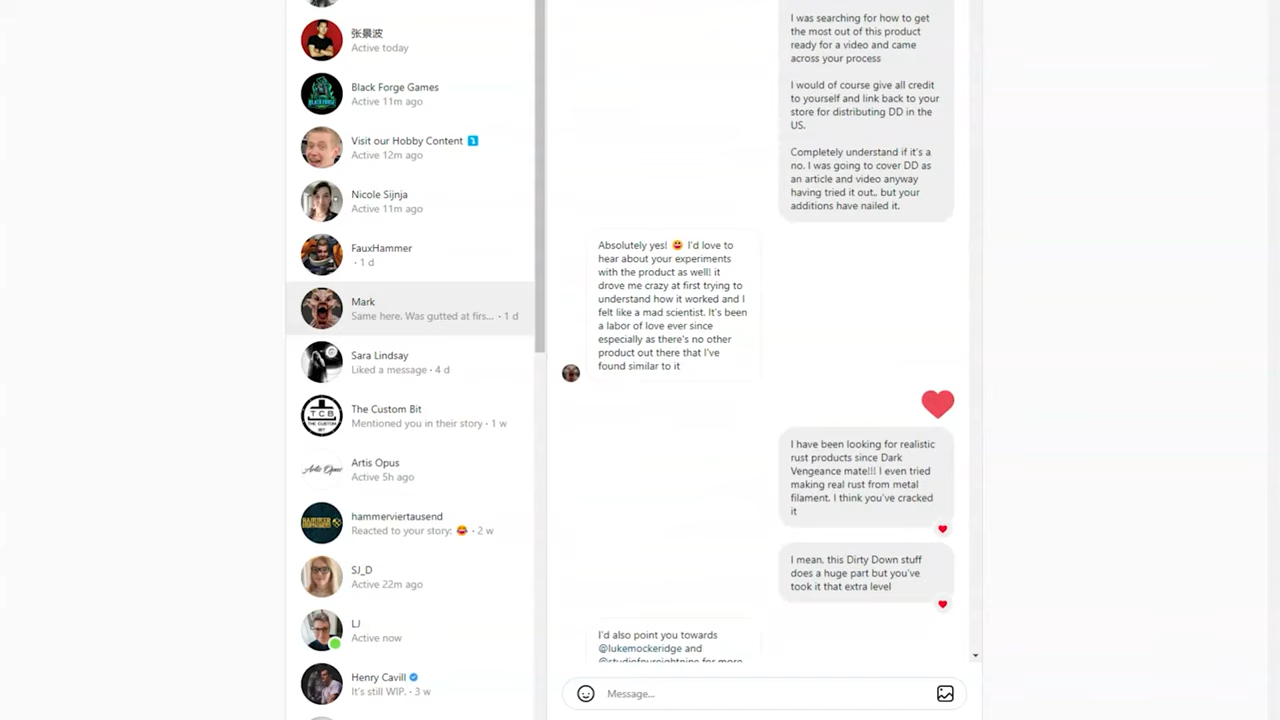 张景波
Active today
Black Forge Games
Active 11m ago
Visit our Hobby Content
Active 12m ago
Nicole Sijnja
Active 11m ago
FauxHammer
· 1 d
Mark
Same here. Was gutted at firs... · 1 d
Sara Lindsay
Liked a message · 4 d
TCB
THE CUSTOM
BIT
The Custom Bit
Mentioned you in their story · 1 w
Artis Opus
Artis Opus
Active 5h ago
hammerviertausend
Reacted to your story: 😂 · 2 w
SJ_D
Active 22m ago
LJ
Active now
Henry Cavill
It's still WIP. · 3 w
I was searching for how to get
the most out of this product
ready for a video and came
across your process
I would of course give all credit
to yourself and link back to your
store for distributing DD in the
US.
Completely understand if it's a
no. I was going to cover DD as
an article and video anyway
having tried it out.. but your
additions have nailed it.
Absolutely yes! 😃 I'd love to
hear about your experiments
with the product as well! it
drove me crazy at first trying to
understand how it worked and I
felt like a mad scientist. It's been
a labor of love ever since
especially as there's no other
product out there that I've
found similar to it
I have been looking for realistic
rust products since Dark
Vengeance mate!!! I even tried
making real rust from metal
filament. I think you've cracked
it
I mean, this Dirty Down stuff
does a huge part but you've
took it that extra level
I'd also point you towards
@lukemockeridge and
for more
Message...